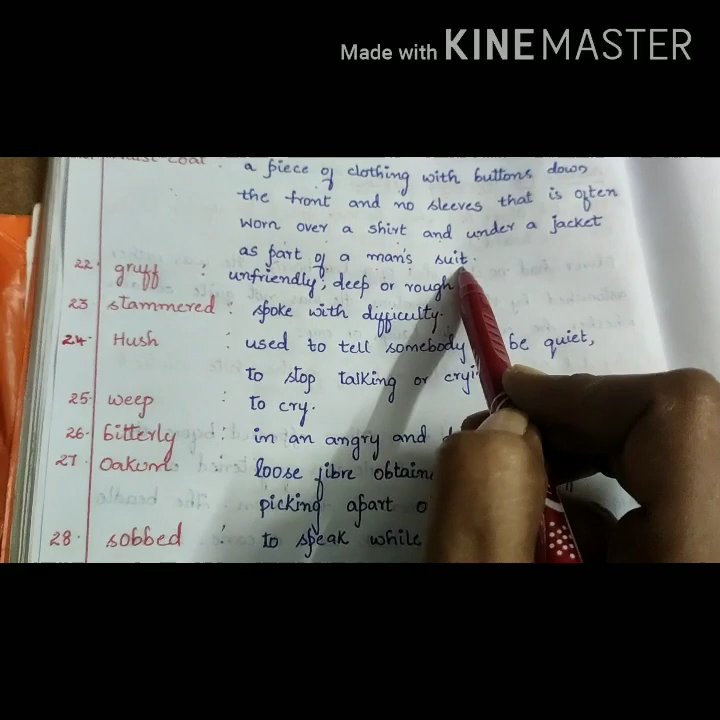 Made with KINEMASTER
coat : a piece of clothing with buttons down
the front and no sleeves that is often
worn over a shirt and under a jacket
as part of a man's suit.
22. gruff : unfriendly; deep or rough
23 stammered : spoke with difficulty.
24. Hush : used to tell somebody be quiet,
to stop talking or
25. weep : to cry.
26. bitterly : in an angry and
27. Oakum : loose fibre
picking apart
28. sobbed : to speak while